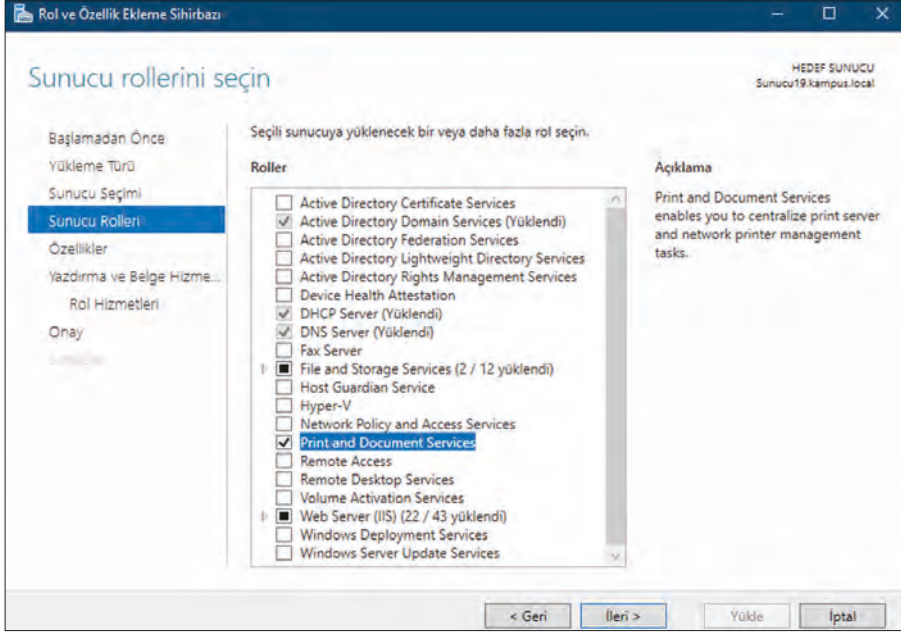 Rol ve Özellik Ekleme Sihirbazı
Sunucu rollerini seçin
HEDEF SUNUCU
Sunucu19.kampus.local
Başlamadan Önce
Yükleme Türü
Sunucu Seçimi
Sunucu Rolleri
Özellikler
Yazdırma ve Belge Hizme...
Rol Hizmetleri
Onay
Seçili sunucuya yüklenecek bir veya daha fazla rol seçin.
Roller
Active Directory Certificate Services
Active Directory Domain Services (Yüklendi)
Active Directory Federation Services
Active Directory Lightweight Directory Services
Active Directory Rights Management Services
Device Health Attestation
DHCP Server (Yüklendi)
DNS Server (Yüklendi)
Fax Server
File and Storage Services (2 / 12 yüklendi)
Host Guardian Service
Hyper-V
Network Policy and Access Services
Print and Document Services
Remote Access
Remote Desktop Services
Volume Activation Services
Web Server (IIS) (22 / 43 yüklendi)
Windows Deployment Services
Windows Server Update Services
Açıklama
Print and Document Services
enables you to centralize print server
and network printer management
tasks.
< Geri
İleri >
Yükle
İptal